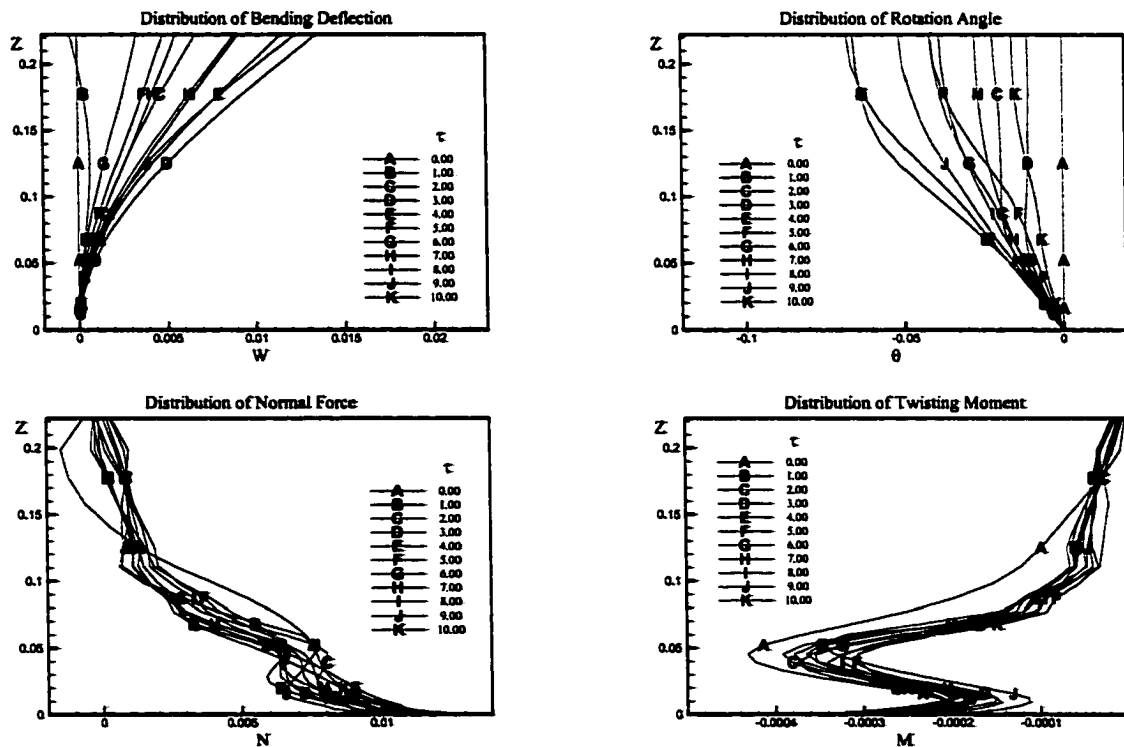 Distribution of Bending Deflection
Z
0.2
0.15
0.1
0.05
0
0
0.005
0.01
0.015
0.02
W
τ
A 0.00
B 1.00
C 2.00
D 3.00
E 4.00
F 5.00
G 6.00
H 7.00
I 8.00
J 9.00
K 10.00
Distribution of Rotation Angle
Z
0.2
0.15
0.1
0.05
0
-0.1
-0.05
0
θ
τ
A 0.00
B 1.00
C 2.00
D 3.00
E 4.00
F 5.00
G 6.00
H 7.00
I 8.00
J 9.00
K 10.00
Distribution of Normal Force
Z
0.2
0.15
0.1
0.05
0
0
0.005
0.01
N
τ
A 0.00
B 1.00
C 2.00
D 3.00
E 4.00
F 5.00
G 6.00
H 7.00
I 8.00
J 9.00
K 10.00
Distribution of Twisting Moment
Z
0.2
0.15
0.1
0.05
0
-0.0004
-0.0003
-0.0002
-0.0001
M
τ
A 0.00
B 1.00
C 2.00
D 3.00
E 4.00
F 5.00
G 6.00
H 7.00
I 8.00
J 9.00
K 10.00